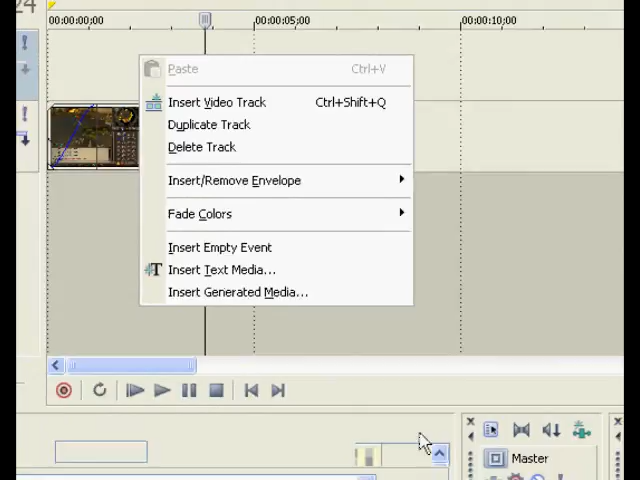 24
00:00:00;00
00:00:05;00
00:00:10;00
Paste Ctrl+V
Insert Video Track Ctrl+Shift+Q
Duplicate Track
Delete Track
Insert/Remove Envelope
Fade Colors
Insert Empty Event
Insert Text Media...
Insert Generated Media...
Master